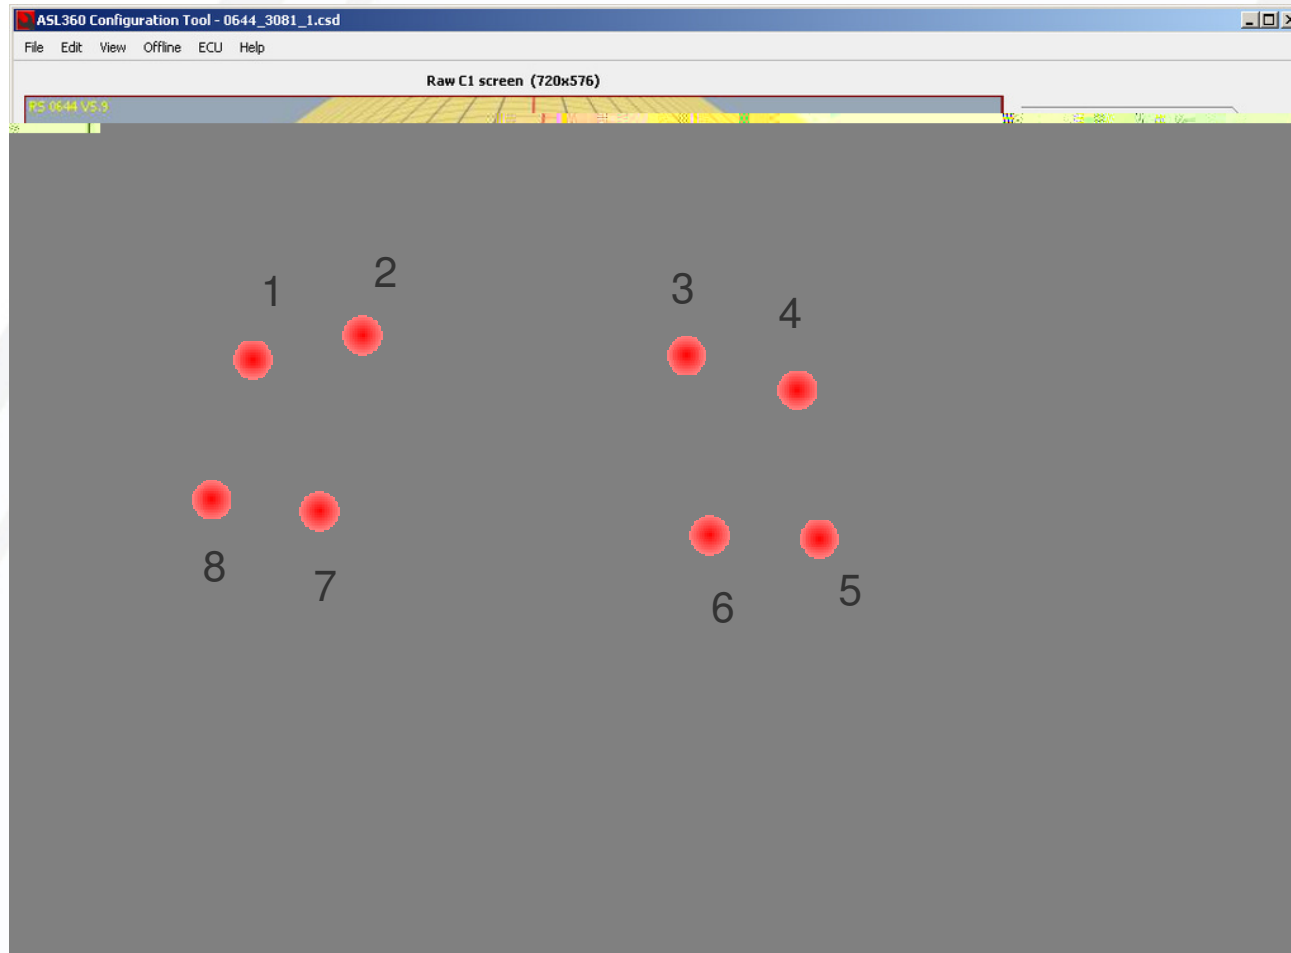 ASL360 Configuration Tool - 0644_3081_1.csd
File Edit View Offline ECU Help
Raw C1 screen (720x576)
RS 0644 V5.9
1 2 3 4
8 7 6 5